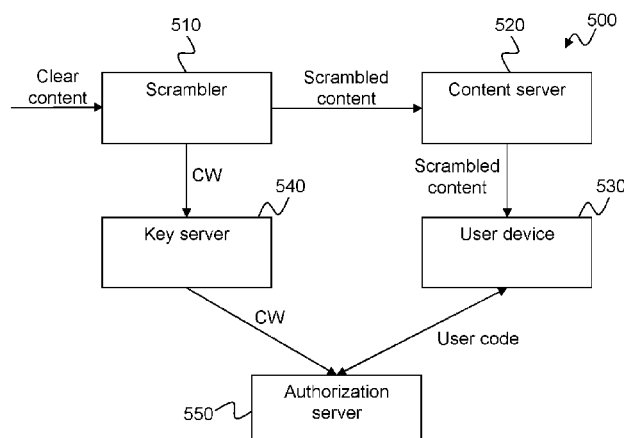 510
520
500
Clear
content
Scrambler
Scrambled
content
Content server
CW
Scrambled
content
540
530
Key server
User device
CW
User code
550
Authorization
server